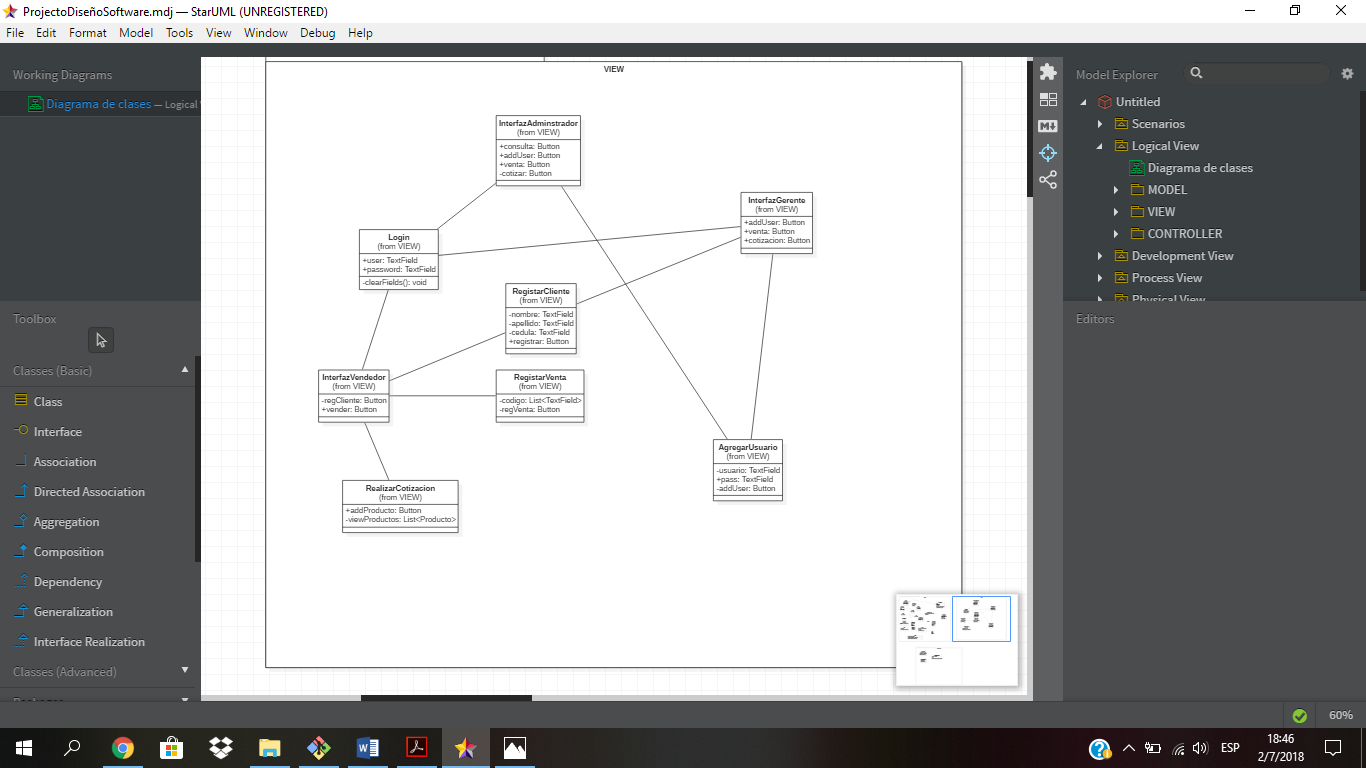 ProjectoDiseñoSoftware.mdj — StarUML (UNREGISTERED)
File Edit Format Model Tools View Window Debug Help
Working Diagrams
Diagrama de clases — Logical
Toolbox
Classes (Basic)
Class
Interface
Association
Directed Association
Aggregation
Composition
Dependency
Generalization
Interface Realization
Classes (Advanced)
VIEW
InterfazAdminstrador
(from VIEW)
+consulta: Button
+addUser: Button
+venta: Button
-cotizar: Button
InterfazGerente
(from VIEW)
+addUser: Button
+venta: Button
+cotizacion: Button
Login
(from VIEW)
+user: TextField
+password: TextField
-clearFields(): void
RegistarCliente
(from VIEW)
-nombre: TextField
-apellido: TextField
-cedula: TextField
+registrar: Button
InterfazVendedor
(from VIEW)
-regCliente: Button
+vender: Button
RegistarVenta
(from VIEW)
-codigo: List<TextField>
-regVenta: Button
AgregarUsuario
(from VIEW)
-usuario: TextField
+pass: TextField
-addUser: Button
RealizarCotizacion
(from VIEW)
+addProducto: Button
-viewProductos: List<Producto>
Model Explorer
Untitled
Scenarios
Logical View
Diagrama de clases
MODEL
VIEW
CONTROLLER
Development View
Process View
Physical View
Editors
60%
ESP
18:46
2/7/2018